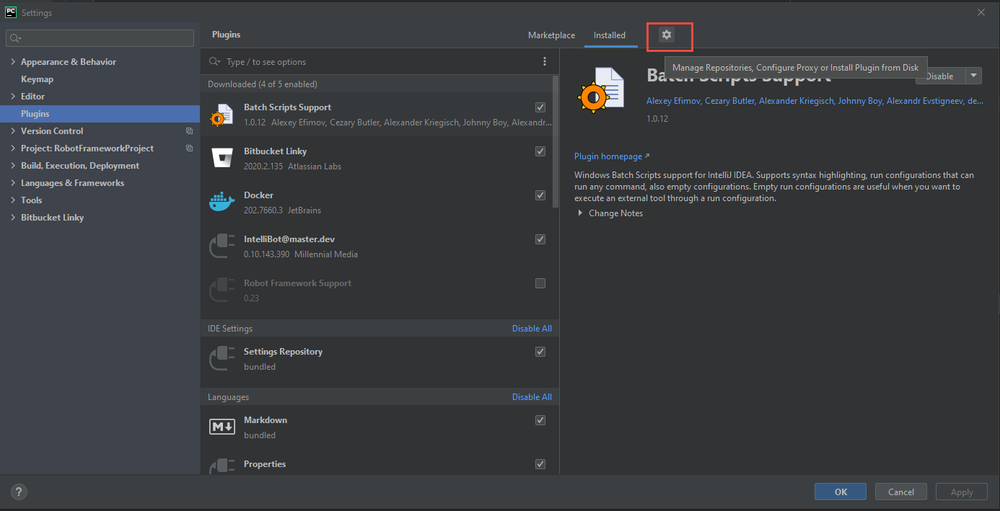 PC
Settings
Appearance & Behavior
Keymap
Editor
Plugins
Version Control
Project: RobotFrameworkProject
Build, Execution, Deployment
Languages & Frameworks
Tools
Bitbucket Linky
Plugins
Marketplace
Installed
Type / to see options
Downloaded (4 of 5 enabled)
Batch Scripts Support
1.0.12 Alexey Efimov, Cezary Butler, Alexander Kriegisch, Johnny Boy, Alexandr...
Bitbucket Linky
2020.2.135 Atlassian Labs
Docker
202.7660.3 JetBrains
IntelliBot@master.dev
0.10.143.390 Millennial Media
Robot Framework Support
0.23
IDE Settings Disable All
Settings Repository
bundled
Languages Disable All
Markdown
bundled
Properties
Manage Repositories, Configure Proxy or Install Plugin from Disk
Batch Scripts Support
Disable
Alexey Efimov, Cezary Butler, Alexander Kriegisch, Johnny Boy, Alexandr Evstigneev, de...
1.0.12
Plugin homepage
Windows Batch Scripts support for IntelliJ IDEA. Supports syntax highlighting, run configurations that can
run any command, also empty configurations. Empty run configurations are useful when you want to
execute an external tool through a run configuration.
Change Notes
?
OK
Cancel
Apply